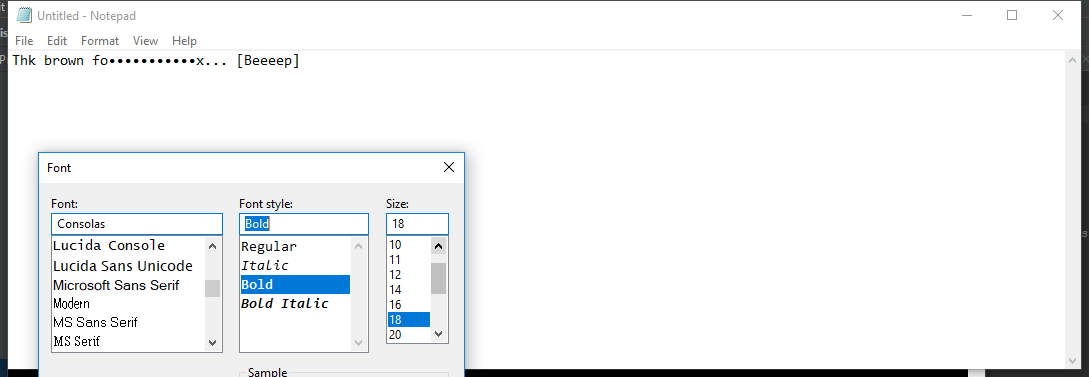 Untitled - Notepad
File Edit Format View Help
Thk brown fo•••••••••••x... [Beeeep]
Font
Font: Font style: Size:
Consolas Bold 18
Lucida Console
Lucida Sans Unicode
Microsoft Sans Serif
Modern
MS Sans Serif
MS Serif
Regular
Italic
Bold
Bold Italic
10
11
12
14
16
18
20
Sample